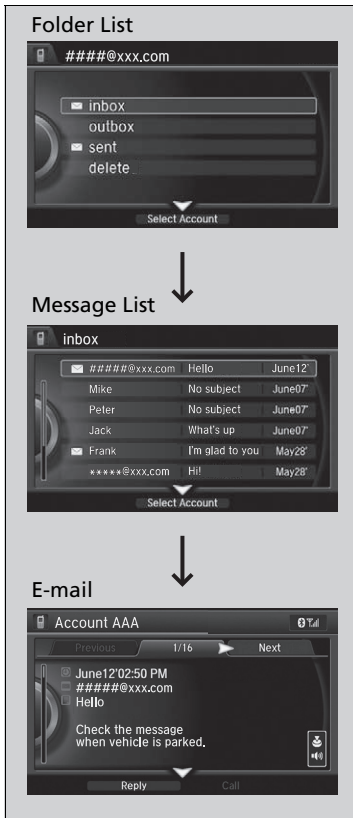 Folder List
####@xxx.com
inbox
outbox
sent
delete
Select Account
Message List
inbox
#####@xxx.com Hello June12'
Mike No subject June07'
Peter No subject June07'
Jack What's up June07'
Frank I'm glad to you May28'
*****@xxx.com Hi! May28'
Select Account
E-mail
Account AAA
Previous 1/16 Next
June12'02:50 PM
#####@xxx.com
Hello
Check the message
when vehicle is parked.
Reply Call